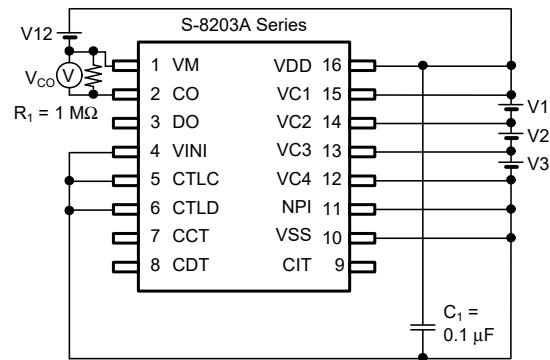 S-8203A Series
V12
V
VCO
R1 = 1 MΩ
1 VM
2 CO
3 DO
4 VINI
5 CTLC
6 CTLD
7 CCT
8 CDT
VDD 16
VC1 15
VC2 14
VC3 13
VC4 12
NPI 11
VSS 10
CIT 9
V1
V2
V3
C1 =
0.1 μF